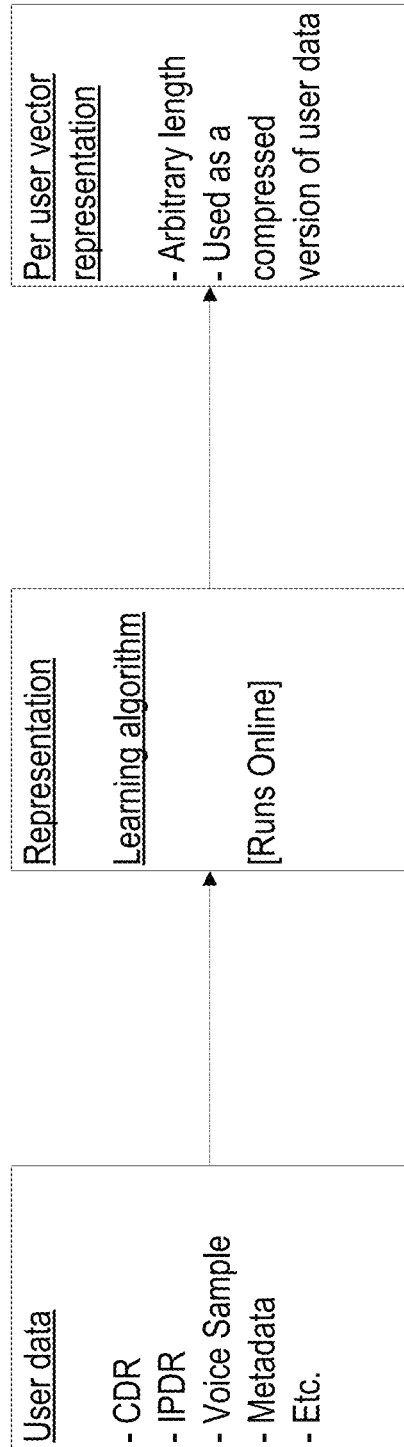 User data
- CDR
- IPDR
- Voice Sample
- Metadata
- Etc.
Representation
Learning algorithm
[Runs Online]
Per user vector
representation
- Arbitrary length
- Used as a
compressed
version of user data